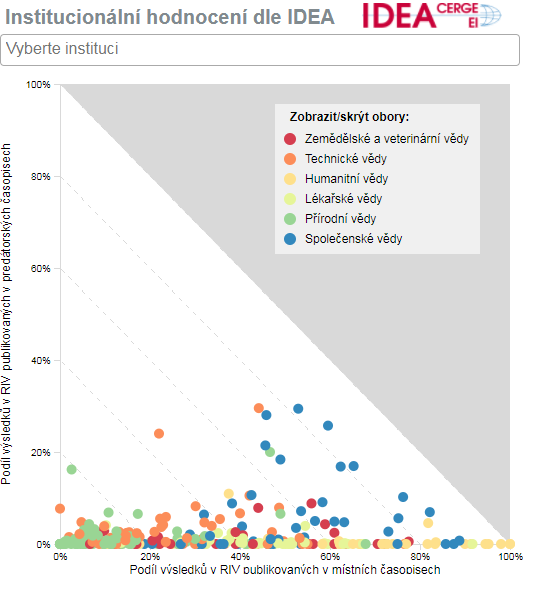 Institucionální hodnocení dle IDEA
IDEA CERGE EI
Vyberte instituci
100%
Zobrazit/skrýt obory:
Zemědělské a veterinární vědy
Technické vědy
Humanitní vědy
Lékařské vědy
Přírodní vědy
Společenské vědy
80%
60%
40%
20%
0%
Podíl výsledků v RIV publikovaných v predátorských časopisech
0% 20% 40% 60% 80% 100%
Podíl výsledků v RIV publikovaných v místních časopisech